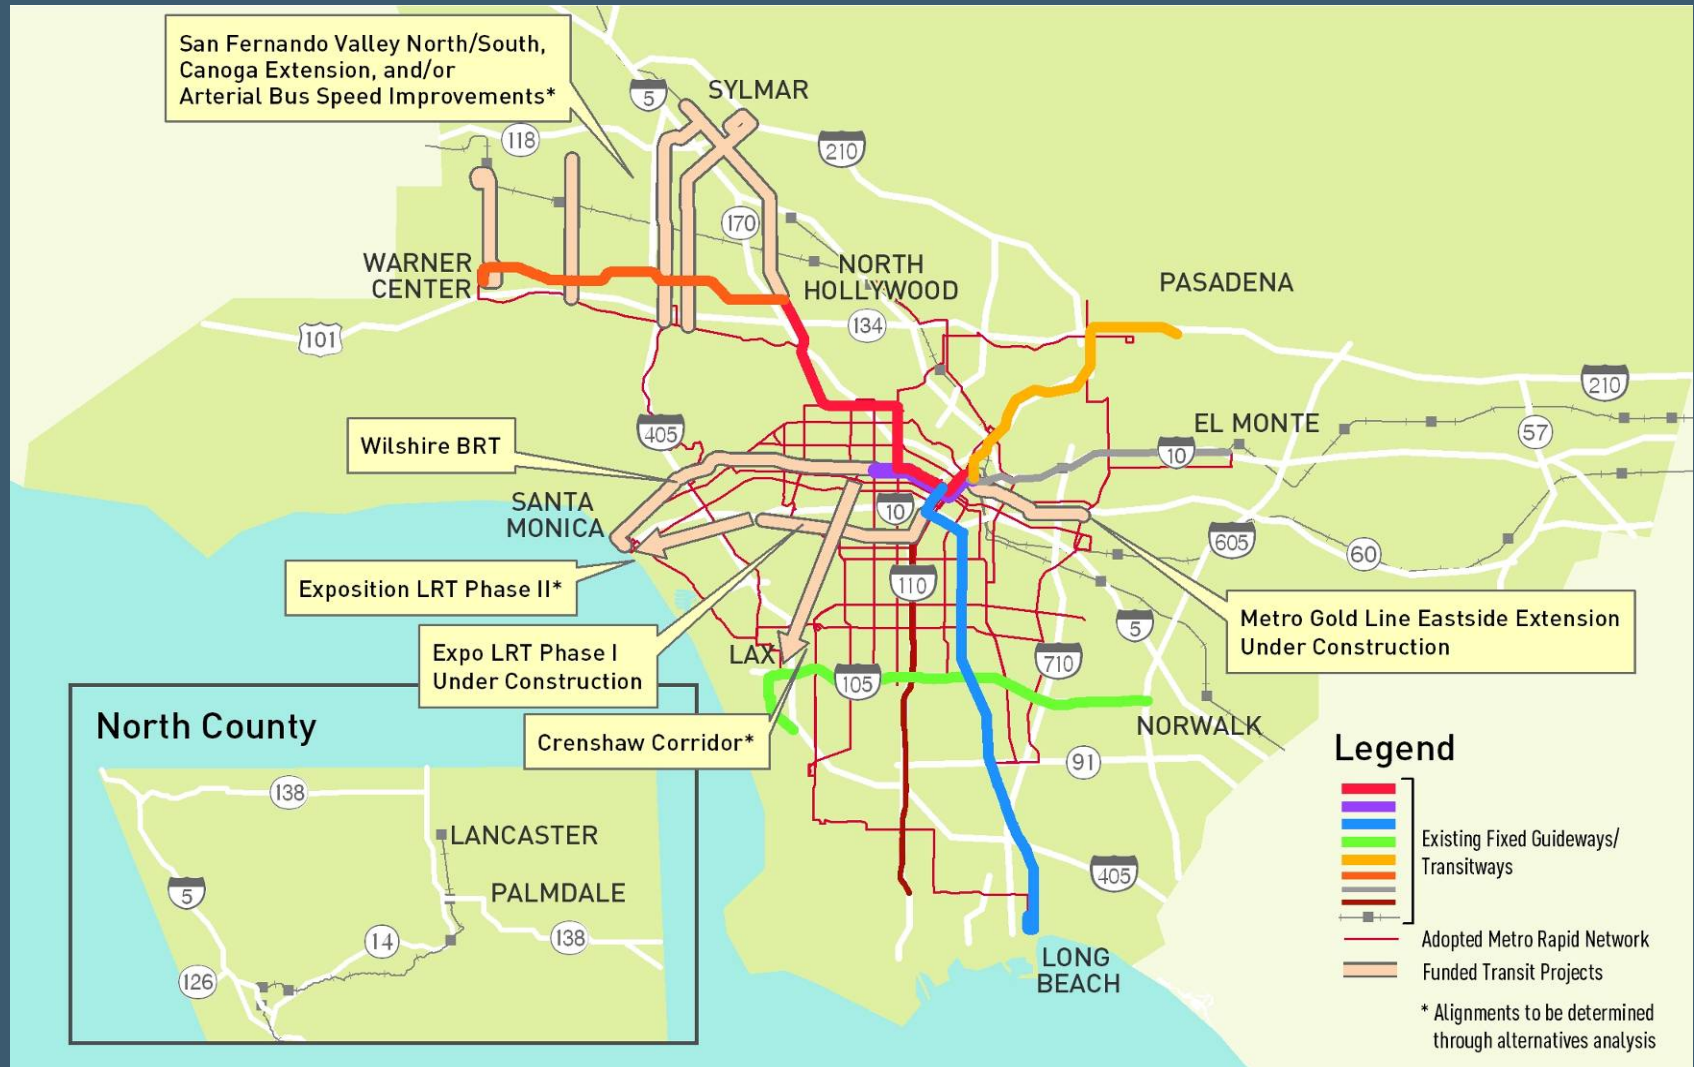 San Fernando Valley North/South,
Canoga Extension, and/or
Arterial Bus Speed Improvements*
5
SYLMAR
118
210
170
WARNER
CENTER
NORTH
HOLLYWOOD
PASADENA
101
134
210
405
EL MONTE
57
10
Wilshire BRT
SANTA
MONICA
10
605
60
Exposition LRT Phase II*
110
Metro Gold Line Eastside Extension
Under Construction
5
Expo LRT Phase I
Under Construction
LAX
710
105
NORWALK
Crenshaw Corridor*
91
405
LONG
BEACH
North County
138
LANCASTER
5
PALMDALE
14
138
126
Legend
Existing Fixed Guideways/
Transitways
Adopted Metro Rapid Network
Funded Transit Projects
* Alignments to be determined
through alternatives analysis